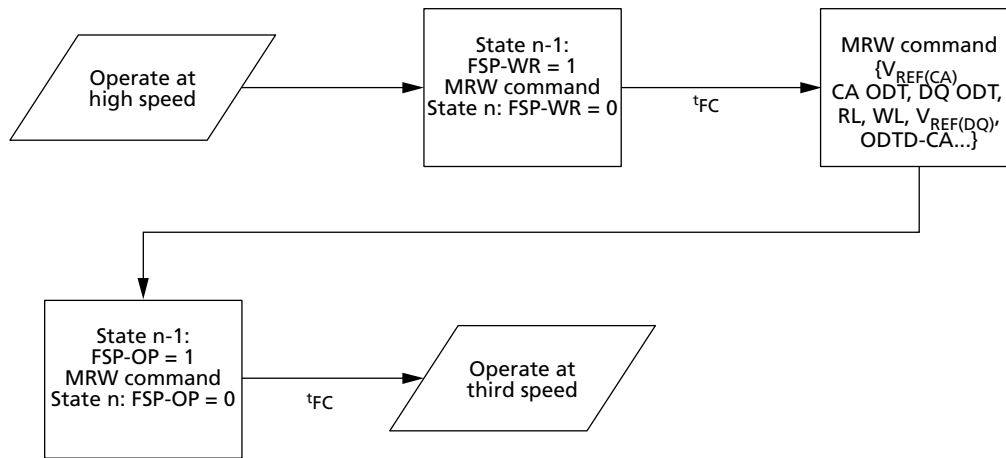 Operate at
high speed
State n-1:
FSP-WR = 1
MRW command
State n: FSP-WR = 0
tFC
MRW command
{VREF(CA)
CA ODT, DQ ODT,
RL, WL, VREF(DQ),
ODTD-CA...}
State n-1:
FSP-OP = 1
MRW command
State n: FSP-OP = 0
tFC
Operate at
third speed